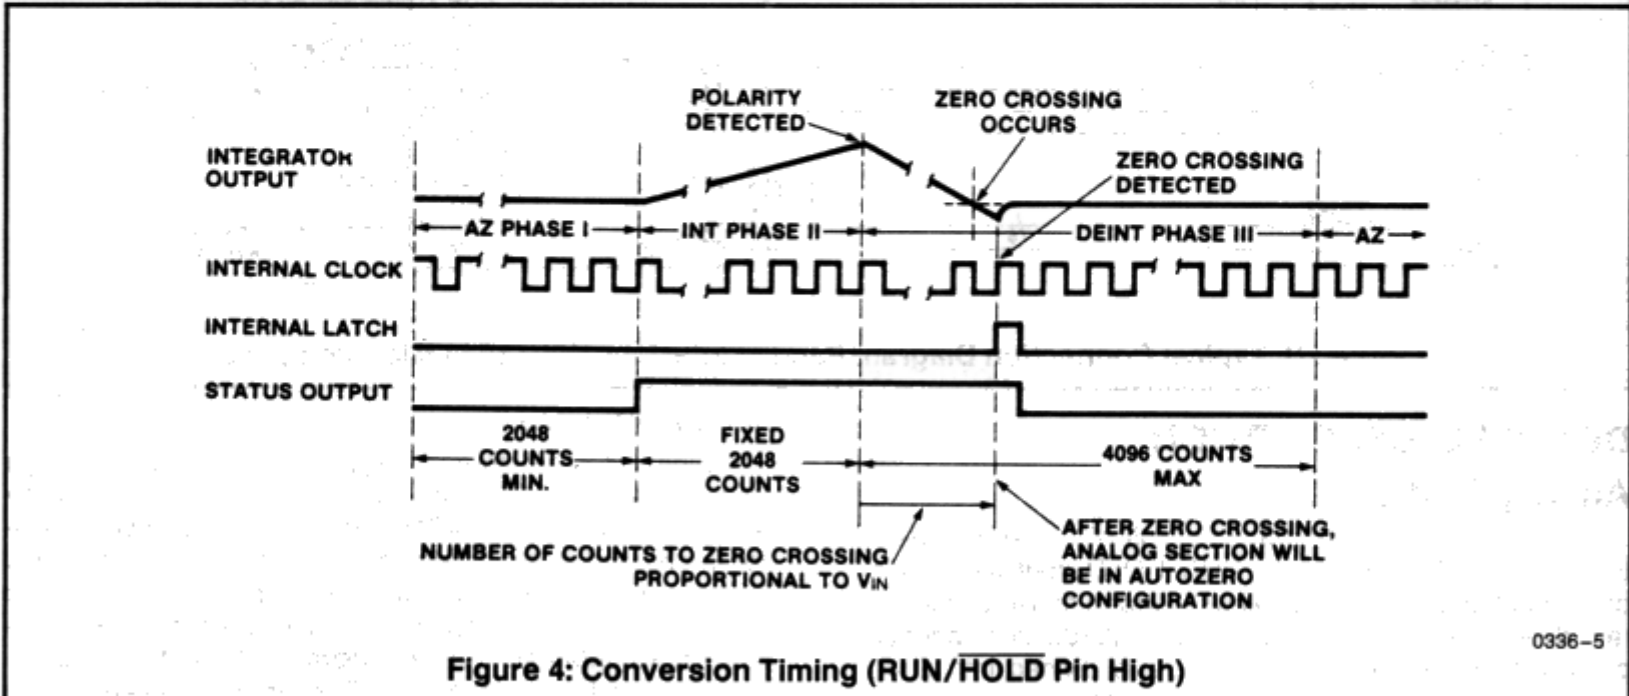 POLARITY
DETECTED
ZERO CROSSING
OCCURS
ZERO CROSSING
DETECTED
INTEGRATOR
OUTPUT
AZ PHASE I
INT PHASE II
DEINT PHASE III
AZ
INTERNAL CLOCK
INTERNAL LATCH
STATUS OUTPUT
2048
COUNTS
MIN.
FIXED
2048
COUNTS
4096 COUNTS
MAX
NUMBER OF COUNTS TO ZERO CROSSING
PROPORTIONAL TO VIN
AFTER ZERO CROSSING,
ANALOG SECTION WILL
BE IN AUTOZERO
CONFIGURATION
0336–5
Figure 4: Conversion Timing (RUN/HOLD Pin High)